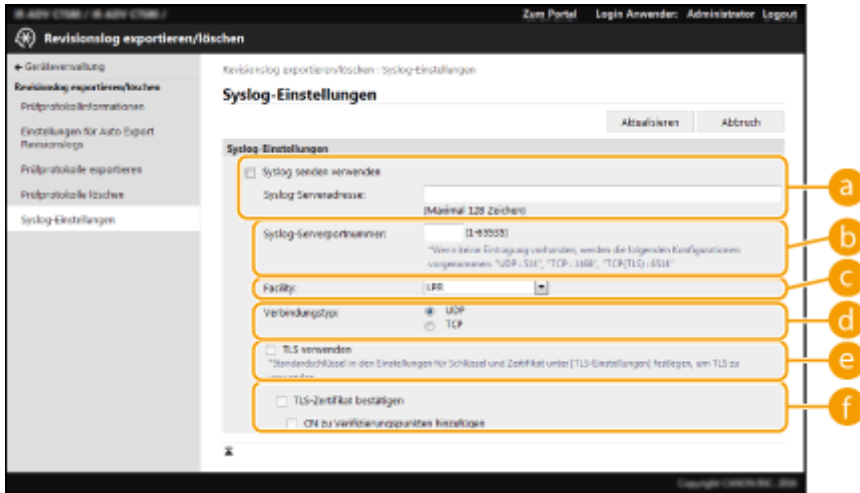 Zum Portal Login Anwender: Administrator Logout
Revisionslog exportieren/löschen
Geräteverwaltung
Revisionslog exportieren/löschen
Prüfprotokollinformationen
Einstellungen für Auto Export
Revisionslogs
Prüfprotokolle exportieren
Prüfprotokolle löschen
Syslog-Einstellungen
Revisionslog exportieren/löschen : Syslog-Einstellungen
Syslog-Einstellungen
Aktualisieren Abbruch
Syslog-Einstellungen
Syslog senden verwenden
Syslog-Serveradresse:
(Maximal 128 Zeichen)
a
Syslog-Serverportnummer: (1-65535)
*Wenn keine Eintragung vorhanden, werden die folgenden Konfigurationen
vorgenommen: "UDP : 514", "TCP : 1468", "TCP(TLS) : 6514"
b
Facility: LPR
c
Verbindungstyp: UDP
TCP
d
TLS verwenden
*Standardschlüssel in den Einstellungen für Schlüssel und Zertifikat unter [TLS-Einstellungen] festlegen, um TLS zu
e
TLS-Zertifikat bestätigen
CN zu Verifizierungspunkten hinzufügen
f
Copyright CANON INC.